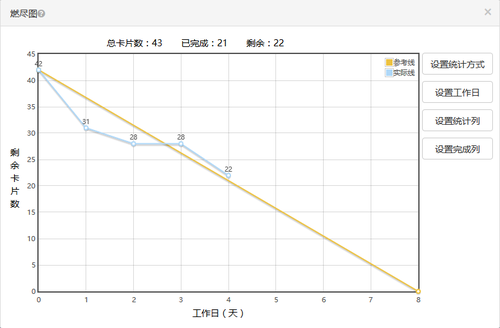 燃尽图
总卡片数：43 已完成：21 剩余：22
参考线
实际线
设置统计方式
设置工作日
设置统计列
设置完成列
剩余卡片数
45
40
35
30
25
20
15
10
5
0
42
31
28
28
22
0 1 2 3 4 5 6 7 8
工作日（天）